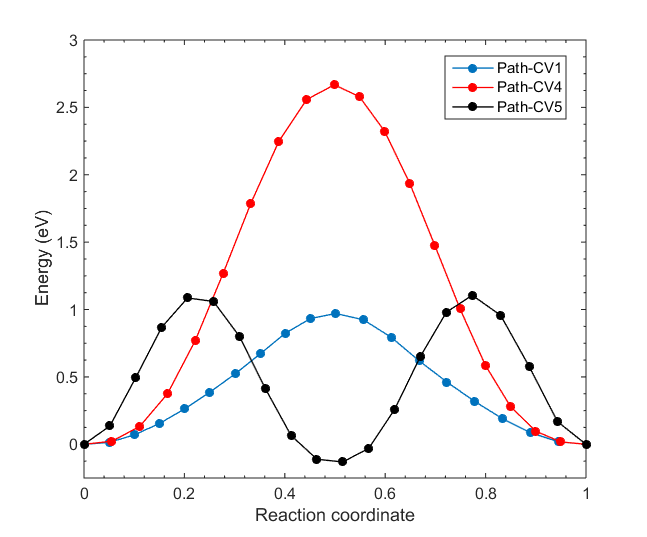 3
2.5
2
1.5
1
0.5
0
Energy (eV)
Path-CV1
Path-CV4
Path-CV5
0 0.2 0.4 0.6 0.8 1
Reaction coordinate